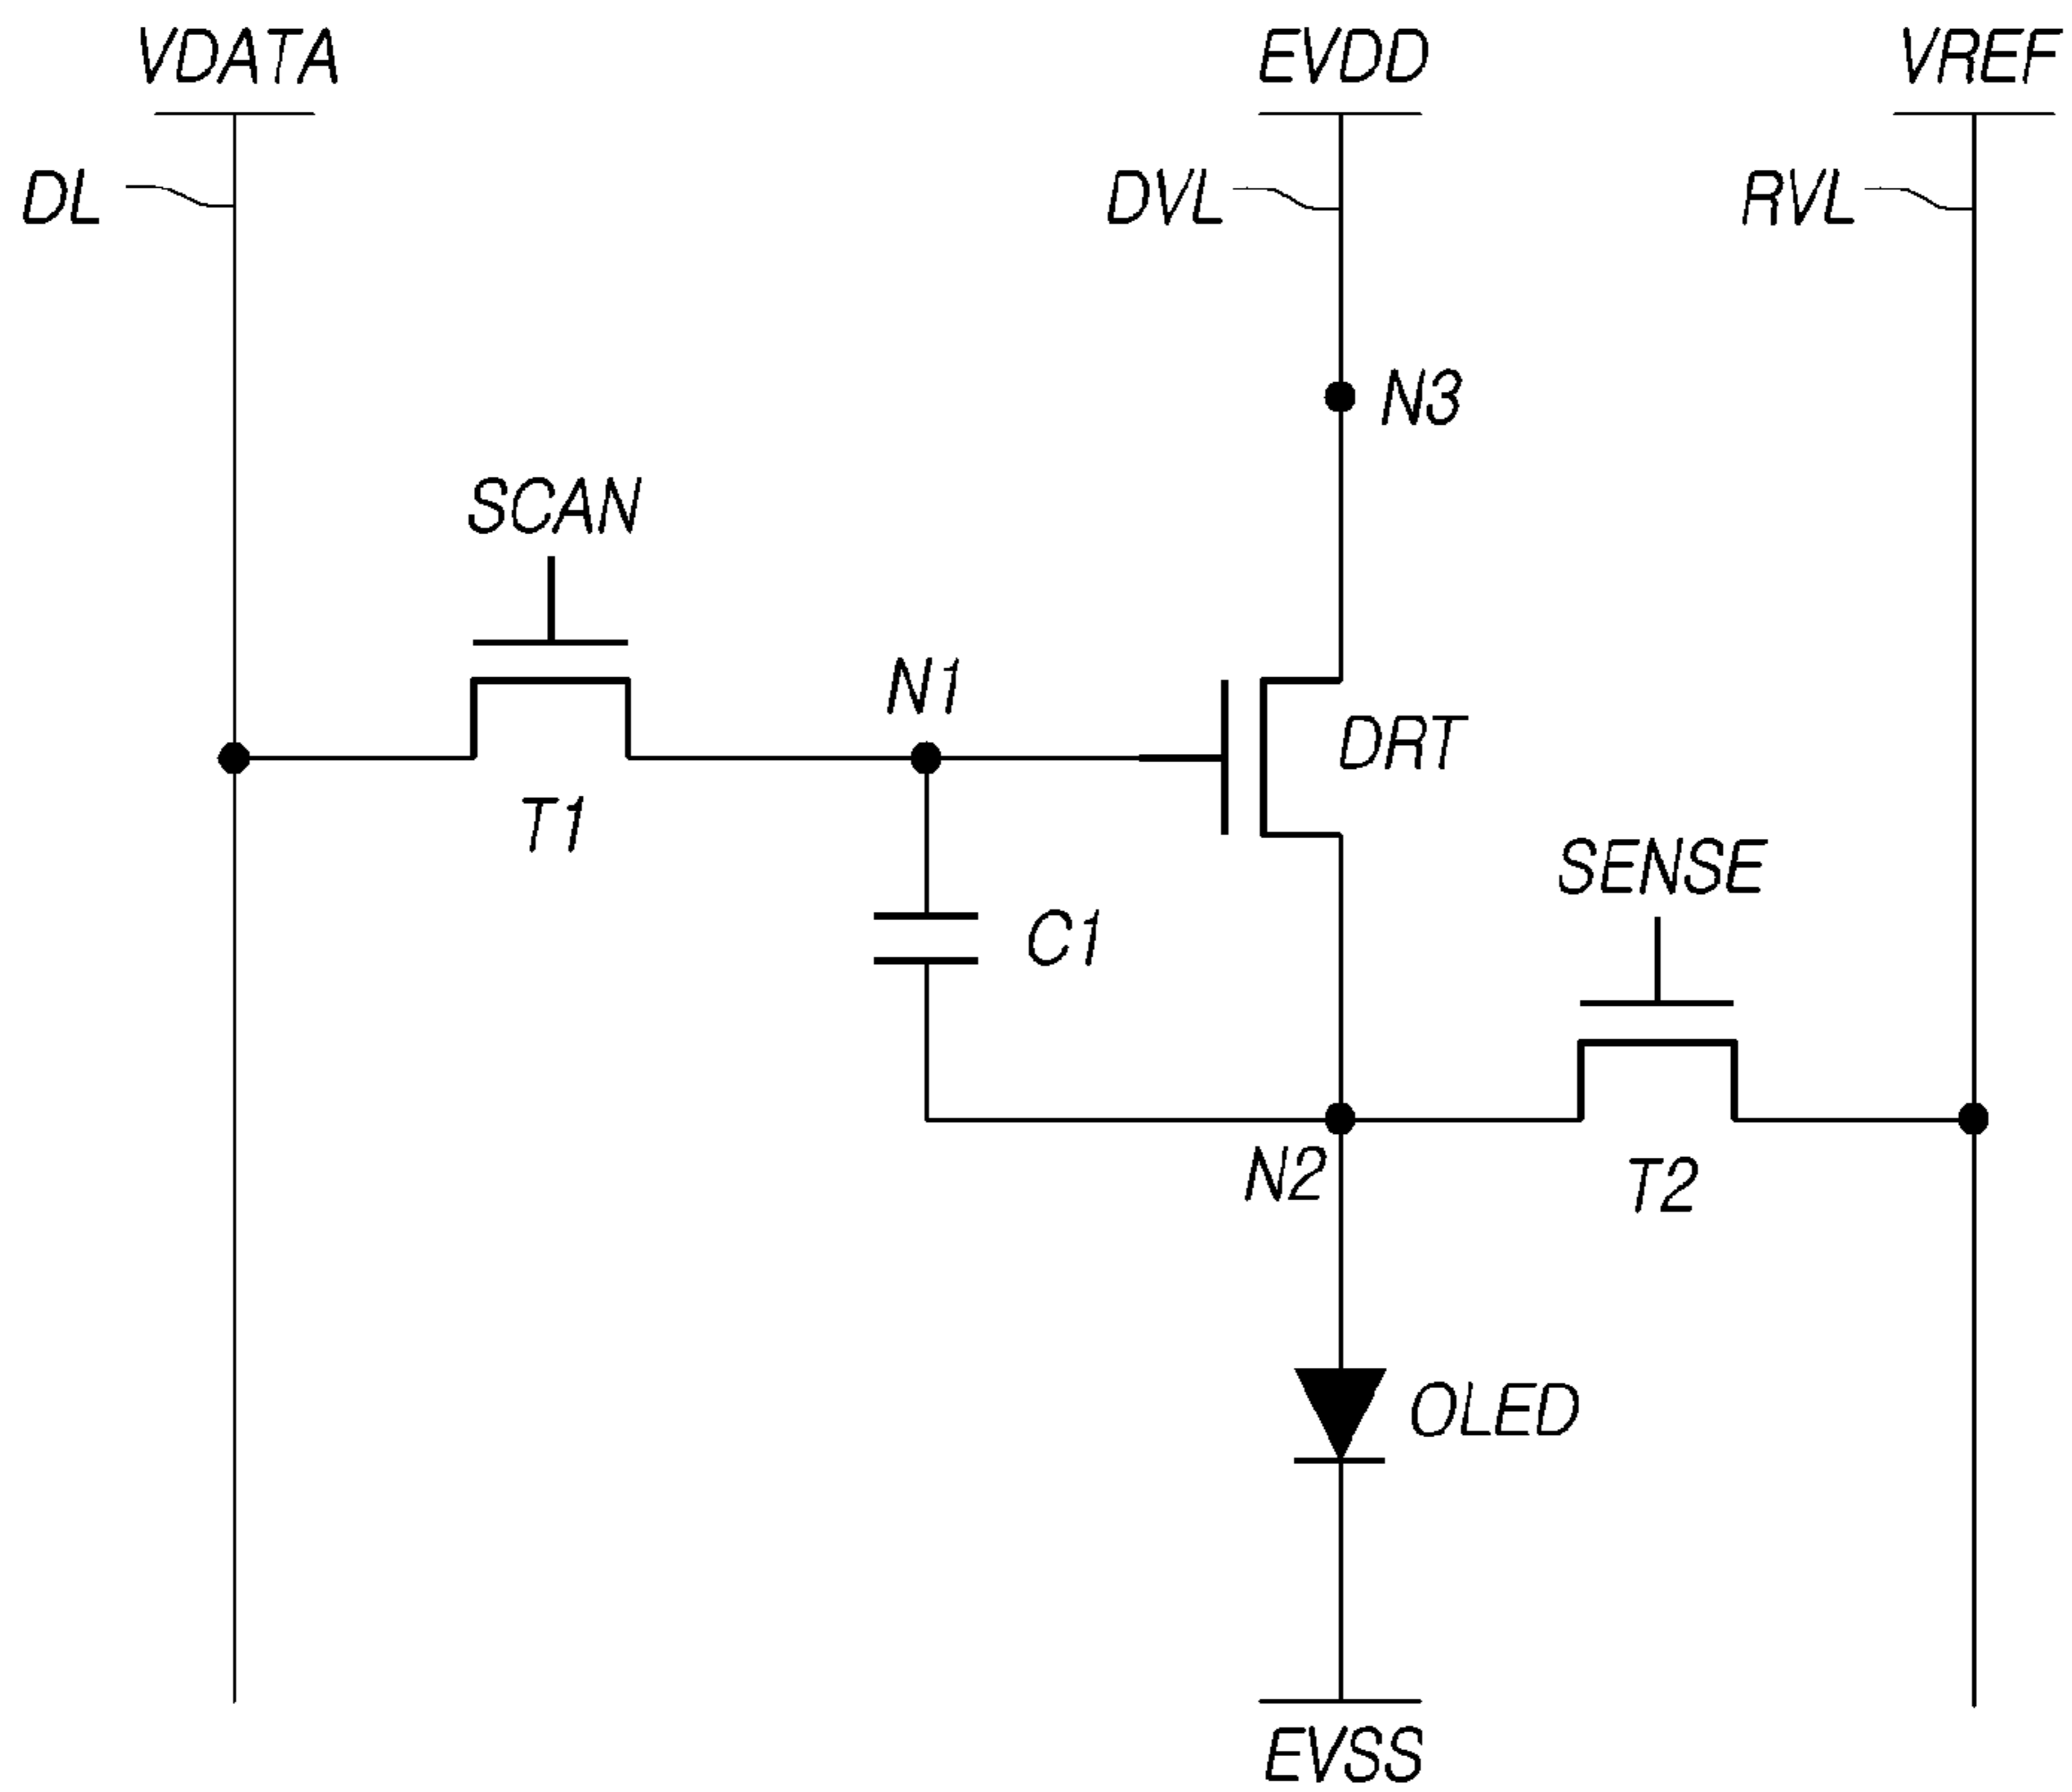 VDATA EVDD VREF
DL DVL RVL
N3
SCAN
N1
DRT
T1
SENSE
C1
N2
T2
OLED
EVSS